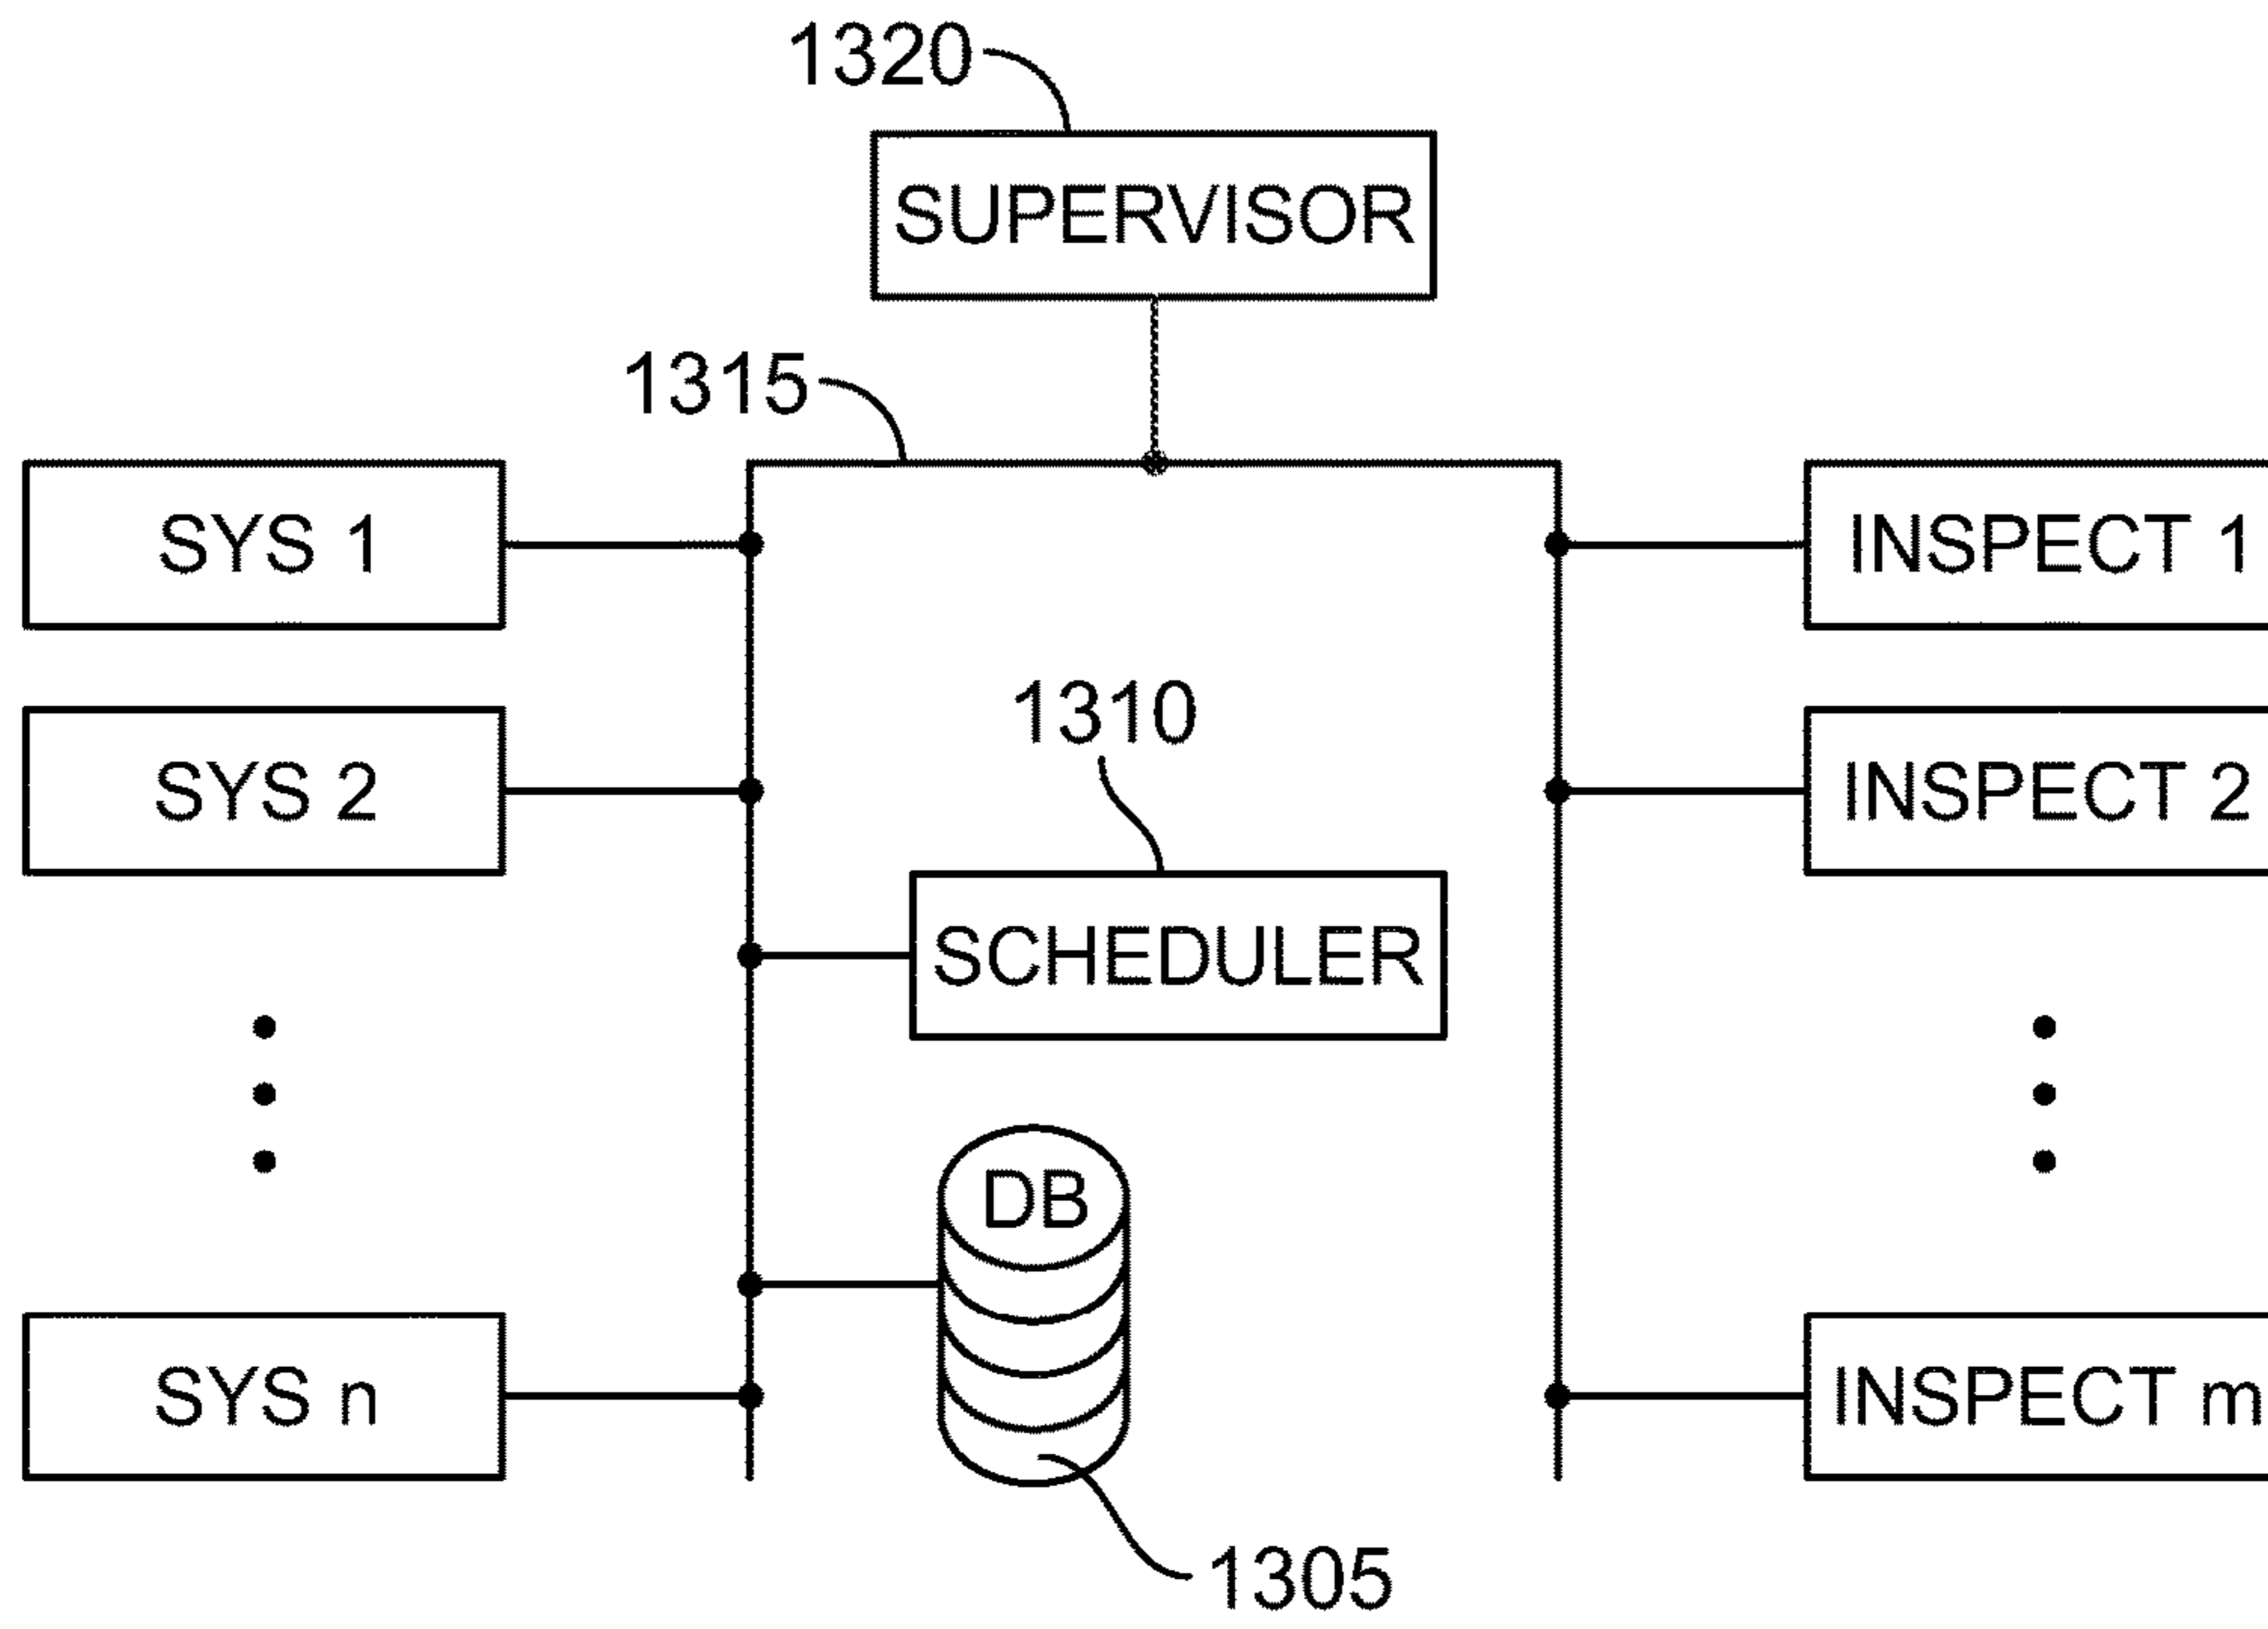 1320
SUPERVISOR
1315
SYS 1
INSPECT 1
1310
SYS 2
INSPECT 2
SCHEDULER
DB
SYS n
INSPECT m
1305